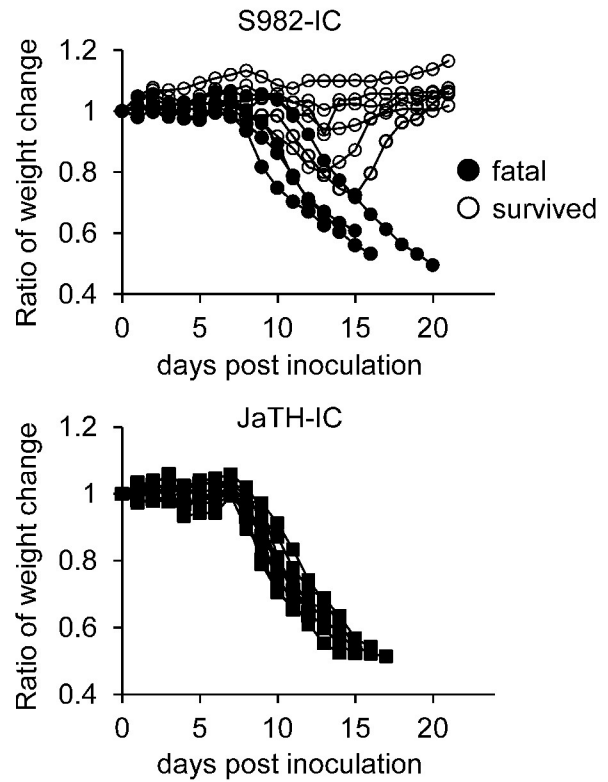 S982-IC
1.2
1
0.8
0.6
0.4
Ratio of weight change
fatal
survived
0 5 10 15 20
days post inoculation
JaTH-IC
1.2
1
0.8
0.6
0.4
Ratio of weight change
0 5 10 15 20
days post inoculation